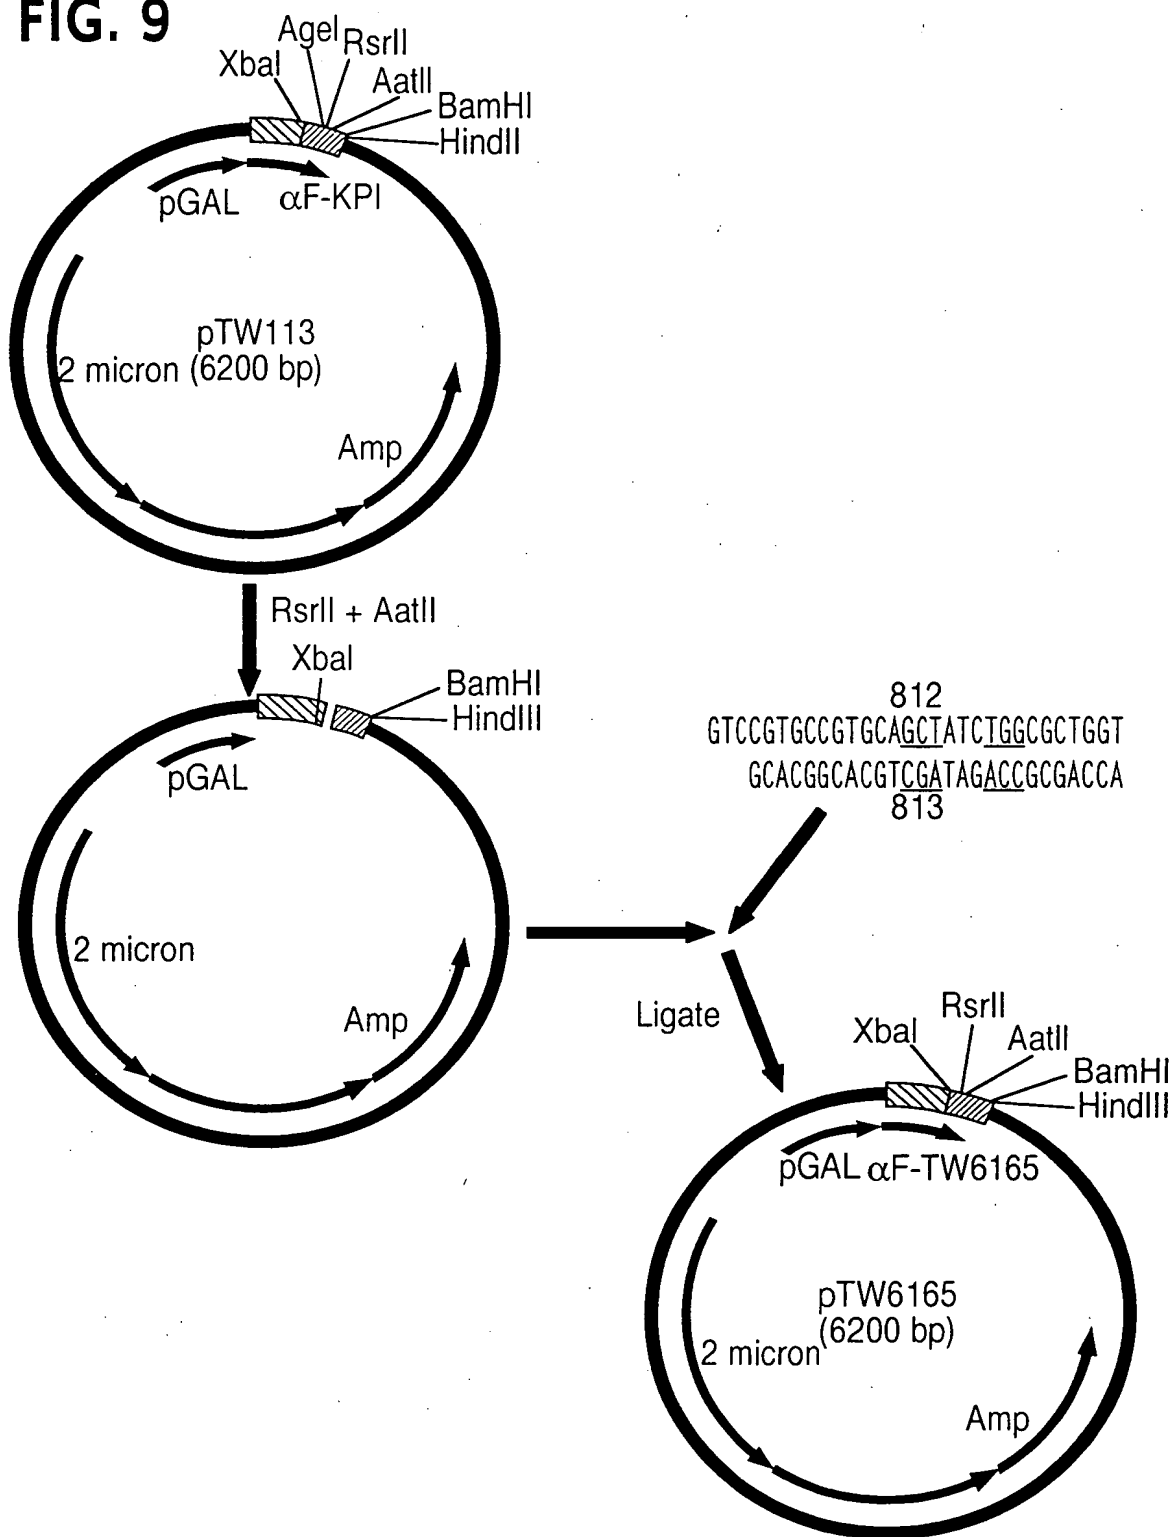 FIG. 9
AgeI
RsrII
XbaI
AatII
BamHI
HindII
pGAL
αF-KPI
pTW113
2 micron (6200 bp)
Amp
RsrII + AatII
XbaI
BamHI
HindIII
pGAL
812
GTCCGTGCCGTGCAGCTATCTGGCGCTGGT
GCACGGCACGTCGATAGACCGCGACCA
813
2 micron
Amp
Ligate
RsrII
XbaI
AatII
BamHI
HindIII
pGAL αF-TW6165
pTW6165
(6200 bp)
2 micron
Amp